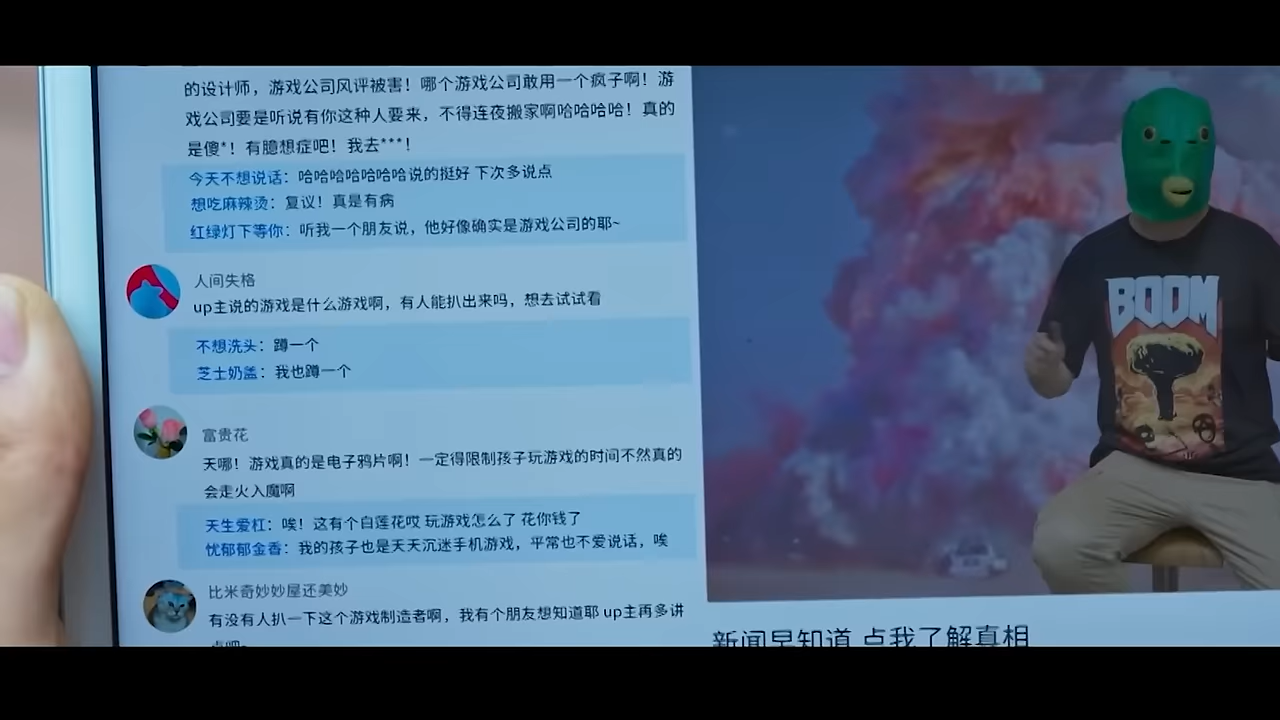 的设计师，游戏公司风评被害！哪个游戏公司敢用一个疯子啊！游
戏公司要是听说有你这种人要来，不得连夜搬家啊哈哈哈哈！真的
是傻*！有臆想症吧！我去***！
今天不想说话：哈哈哈哈哈哈哈说的挺好 下次多说点
想吃麻辣烫：复议！真是有病
红绿灯下等你：听我一个朋友说，他好像确实是游戏公司的耶~
人间失格
up主说的游戏是什么游戏啊，有人能扒出来吗，想去试试看
不想洗头：蹲一个
芝士奶盖：我也蹲一个
富贵花
天哪！游戏真的是电子鸦片啊！一定得限制孩子玩游戏的时间不然真的
会走火入魔啊
天生爱杠：唉！这有个白莲花哎 玩游戏怎么了 花你钱了
忧郁郁金香：我的孩子也是天天沉迷手机游戏，平常也不爱说话，唉
比米奇妙妙屋还美妙
有没有人扒一下这个游戏制造者啊，我有个朋友想知道耶 up主再多讲
BOOM
新闻早知道 点我了解真相